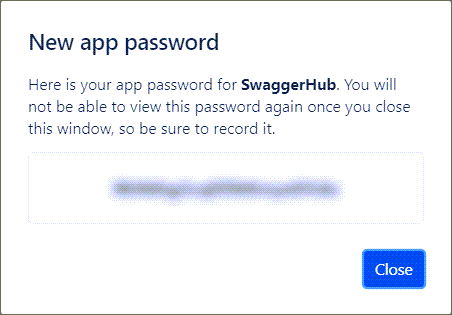 New app password
Here is your app password for SwaggerHub. You will
not be able to view this password again once you close
this window, so be sure to record it.
Close